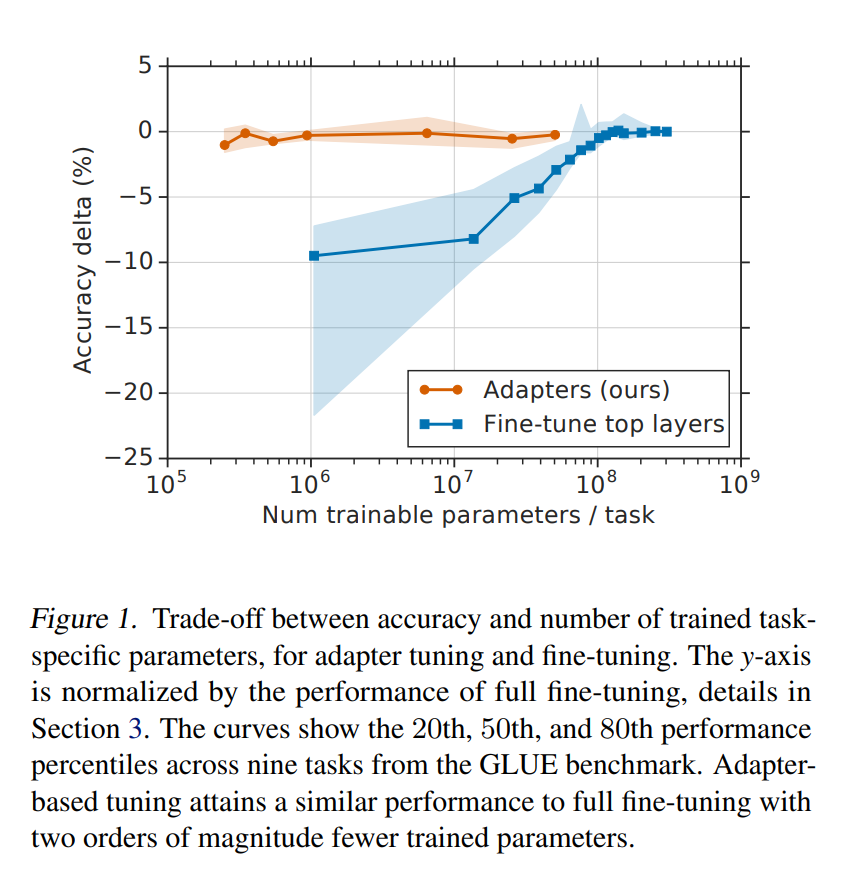 5
0
−5
−10
−15
−20
−25
Accuracy delta (%)
Adapters (ours)
Fine-tune top layers
10^5 10^6 10^7 10^8 10^9
Num trainable parameters / task
Figure 1. Trade-off between accuracy and number of trained task-
specific parameters, for adapter tuning and fine-tuning. The y-axis
is normalized by the performance of full fine-tuning, details in
Section 3. The curves show the 20th, 50th, and 80th performance
percentiles across nine tasks from the GLUE benchmark. Adapter-
based tuning attains a similar performance to full fine-tuning with
two orders of magnitude fewer trained parameters.